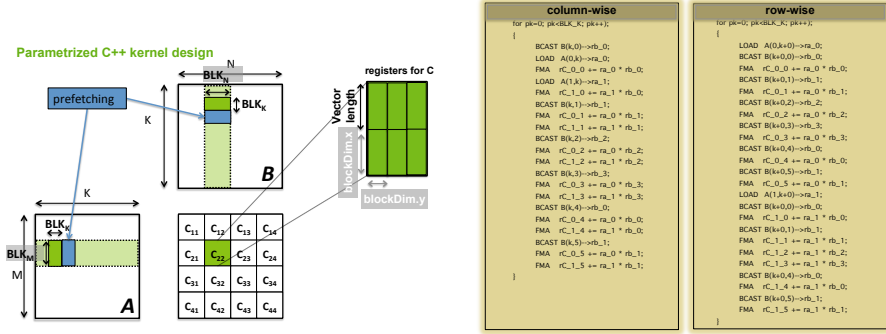 Parametrized C++ kernel design
N
BLK_N
prefetching
K
BLK_K
B
registers for C
Vector length
blockDim.x
blockDim.y
K
BLK_K
BLK_M
M
A
C11 C12 C13 C14
C21 C22 C23 C24
C31 C32 C33 C34
C41 C42 C43 C44
column-wise
for pk=0; pk<BLK_K; pk++);
{
BCAST B(k,0)-->rb_0;
LOAD A(0,k)-->ra_0;
FMA rC_0_0 += ra_0 * rb_0;
LOAD A(1,k)-->ra_1;
FMA rC_1_0 += ra_1 * rb_0;
BCAST B(k,1)-->rb_1;
FMA rC_0_1 += ra_0 * rb_1;
FMA rC_1_1 += ra_1 * rb_1;
BCAST B(k,2)-->rb_2;
FMA rC_0_2 += ra_0 * rb_2;
FMA rC_1_2 += ra_1 * rb_2;
BCAST B(k,3)-->rb_3;
FMA rC_0_3 += ra_0 * rb_3;
FMA rC_1_3 += ra_1 * rb_3;
BCAST B(k,4)-->rb_0;
FMA rC_0_4 += ra_0 * rb_0;
FMA rC_1_4 += ra_1 * rb_0;
BCAST B(k,5)-->rb_1;
FMA rC_0_5 += ra_0 * rb_1;
FMA rC_1_5 += ra_1 * rb_1;
}
row-wise
for pk=0; pk<BLK_K; pk++);
{
LOAD A(0,k+0)-->ra_0;
BCAST B(k+0,0)-->rb_0;
FMA rC_0_0 += ra_0 * rb_0;
BCAST B(k+0,1)-->rb_1;
FMA rC_0_1 += ra_0 * rb_1;
BCAST B(k+0,2)-->rb_2;
FMA rC_0_2 += ra_0 * rb_2;
BCAST B(k+0,3)-->rb_3;
FMA rC_0_3 += ra_0 * rb_3;
BCAST B(k+0,4)-->rb_0;
FMA rC_0_4 += ra_0 * rb_0;
BCAST B(k+0,5)-->rb_1;
FMA rC_0_5 += ra_0 * rb_1;
LOAD A(1,k+0)-->ra_1;
BCAST B(k+0,0)-->rb_0;
FMA rC_1_0 += ra_1 * rb_0;
BCAST B(k+0,1)-->rb_1;
FMA rC_1_1 += ra_1 * rb_1;
FMA rC_1_2 += ra_1 * rb_2;
FMA rC_1_3 += ra_1 * rb_3;
BCAST B(k+0,4)-->rb_0;
FMA rC_1_4 += ra_1 * rb_0;
BCAST B(k+0,5)-->rb_1;
FMA rC_1_5 += ra_1 * rb_1;
}